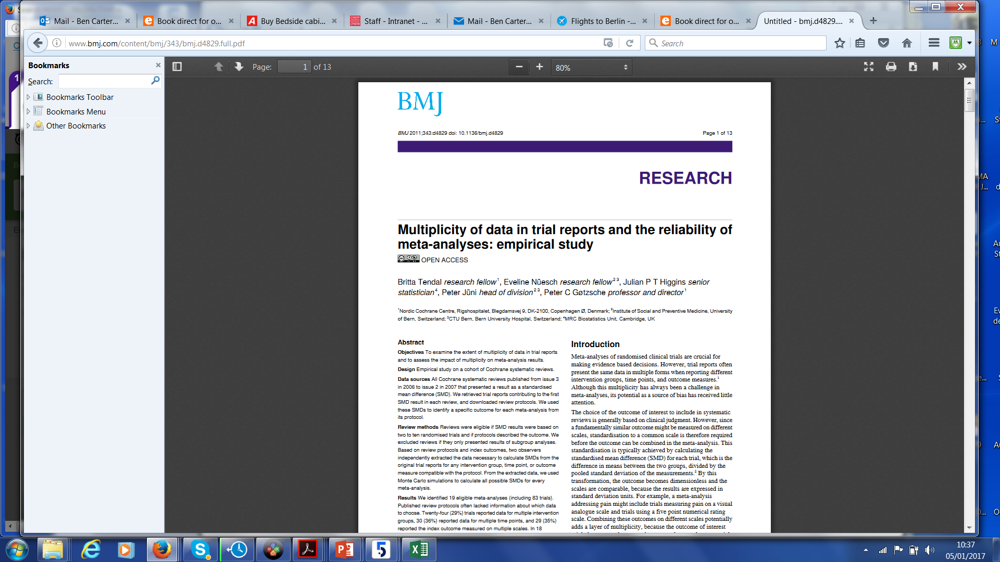 Mail - Ben Carter...
Book direct for o...
Buy Bedside cabi...
Staff - Intranet - ...
Mail - Ben Carter...
Flights to Berlin -...
Book direct for o...
Untitled - bmj.d4829....
www.bmj.com/content/bmj/343/bmj.d4829.full.pdf
Search
Bookmarks
Search:
Bookmarks Toolbar
Bookmarks Menu
Other Bookmarks
Page: 1 of 13
80%
BMJ
BMJ 2011;343:d4829 doi: 10.1136/bmj.d4829
Page 1 of 13
RESEARCH
Multiplicity of data in trial reports and the reliability of
meta-analyses: empirical study
OPEN ACCESS
Britta Tendal research fellow¹, Eveline Nüesch research fellow²³, Julian P T Higgins senior
statistician⁴, Peter Jüni head of division²³, Peter C Gøtzsche professor and director¹
¹Nordic Cochrane Centre, Rigshospitalet, Blegdamsvej 9, DK-2100, Copenhagen Ø, Denmark; ²Institute of Social and Preventive Medicine, University
of Bern, Switzerland; ³CTU Bern, Bern University Hospital, Switzerland; ⁴MRC Biostatistics Unit, Cambridge, UK
Abstract
Objectives To examine the extent of multiplicity of data in trial reports
and to assess the impact of multiplicity on meta-analysis results.
Design Empirical study on a cohort of Cochrane systematic reviews.
Data sources All Cochrane systematic reviews published from issue 3
in 2006 to issue 2 in 2007 that presented a result as a standardised
mean difference (SMD). We retrieved trial reports contributing to the first
SMD result in each review, and downloaded review protocols. We used
these SMDs to identify a specific outcome for each meta-analysis from
its protocol.
Review methods Reviews were eligible if SMD results were based on
two to ten randomised trials and if protocols described the outcome. We
excluded reviews if they only presented results of subgroup analyses.
Based on review protocols and index outcomes, two observers
independently extracted the data necessary to calculate SMDs from the
original trial reports for any intervention group, time point, or outcome
measure compatible with the protocol. From the extracted data, we used
Monte Carlo simulations to calculate all possible SMDs for every
meta-analysis.
Results We identified 19 eligible meta-analyses (including 83 trials).
Published review protocols often lacked information about which data
to choose. Twenty-four (29%) trials reported data for multiple intervention
groups, 30 (36%) reported data for multiple time points, and 29 (35%)
reported the index outcome measured on multiple scales. In 18
Introduction
Meta-analyses of randomised clinical trials are crucial for
making evidence based decisions. However, trial reports often
present the same data in multiple forms when reporting different
intervention groups, time points, and outcome measures.¹
Although this multiplicity has always been a challenge in
meta-analyses, its potential as a source of bias has received little
attention.
The choice of the outcome of interest to include in systematic
reviews is generally based on clinical judgment. However, since
a fundamentally similar outcome might be measured on different
scales, standardisation to a common scale is therefore required
before the outcome can be combined in the meta-analysis. This
standardisation is typically achieved by calculating the
standardised mean difference (SMD) for each trial, which is the
difference in means between the two groups, divided by the
pooled standard deviation of the measurements.² By this
transformation, the outcome becomes dimensionless and the
scales are comparable, because the results are expressed in
standard deviation units. For example, a meta-analysis
addressing pain might include trials measuring pain on a visual
analogue scale and trials using a five point numerical rating
scale. Combining these outcomes on different scales potentially
adds a layer of multiplicity, because the outcome of interest
10:37
05/01/2017